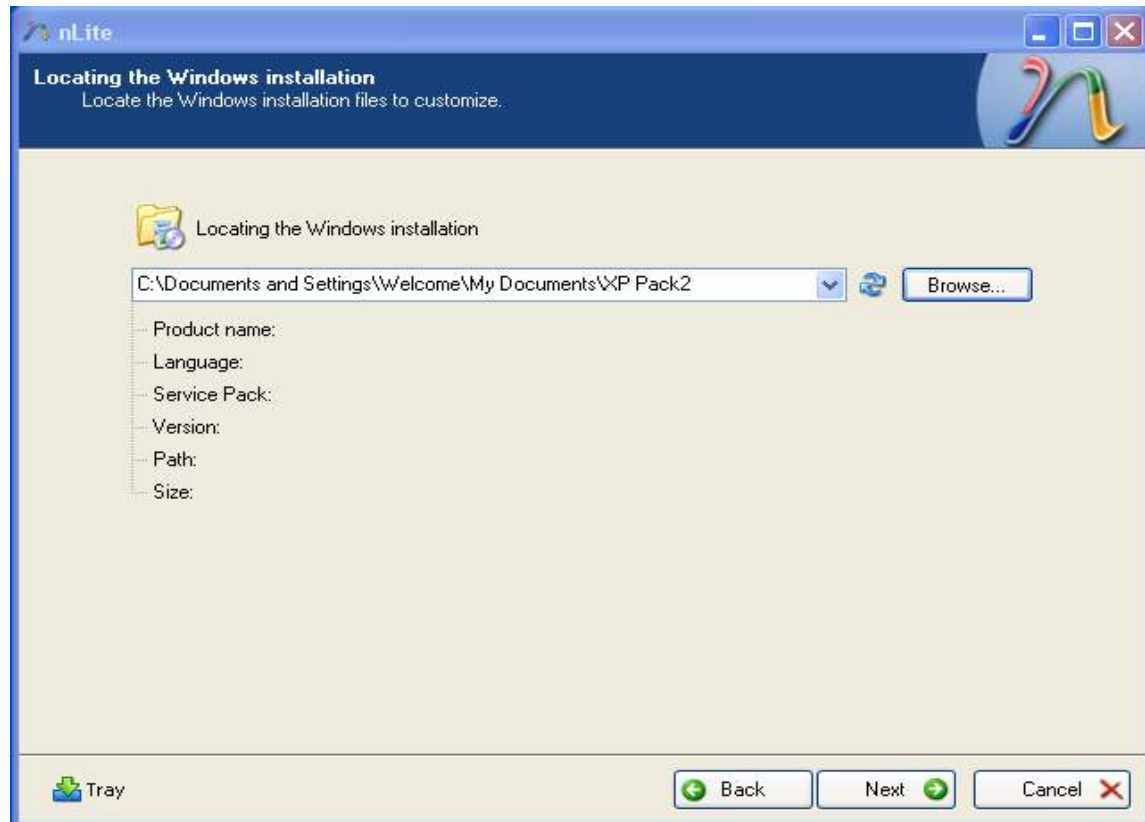 nLite
Locating the Windows installation
Locate the Windows installation files to customize.
Locating the Windows installation
C:\Documents and Settings\Welcome\My Documents\XP Pack2
Browse...
Product name:
Language:
Service Pack:
Version:
Path:
Size:
Tray
Back
Next
Cancel